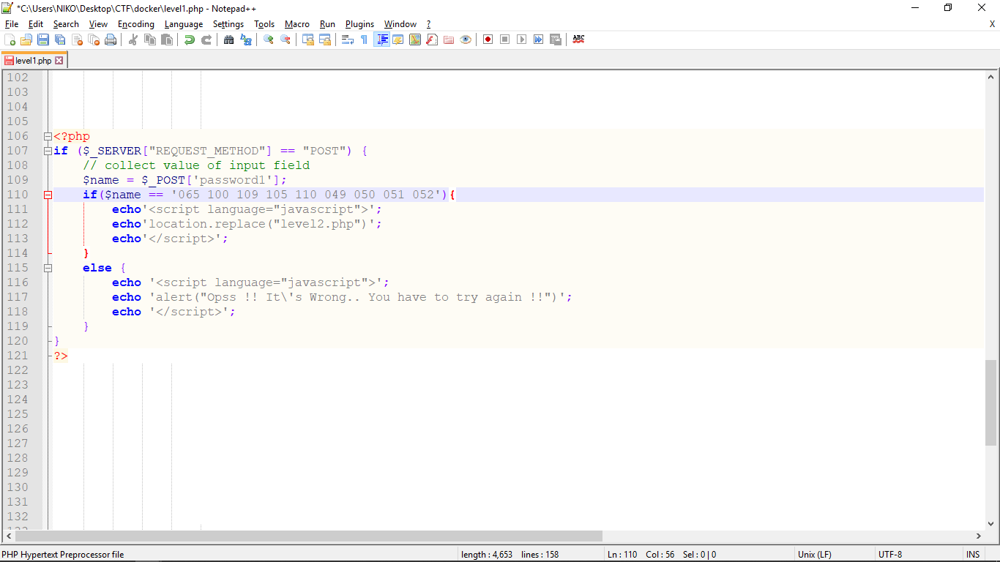 *C:\Users\NIKO\Desktop\CTF\docker\level1.php - Notepad++
File Edit Search View Encoding Language Settings Tools Macro Run Plugins Window ? X
level1.php
102
103
104
105
106 <?php
107 if ($_SERVER["REQUEST_METHOD"] == "POST") {
108 // collect value of input field
109 $name = $_POST['password1'];
110 if($name == '065 100 109 105 110 049 050 051 052'){
111 echo'<script language="javascript">';
112 echo'location.replace("level2.php")';
113 echo'</script>';
114 }
115 else {
116 echo '<script language="javascript">';
117 echo 'alert("Opss !! It\'s Wrong.. You have to try again !!")';
118 echo '</script>';
119 }
120 }
121 ?>
122
123
124
125
126
127
128
129
130
131
132
PHP Hypertext Preprocessor file length : 4,653 lines : 158 Ln : 110 Col : 56 Sel : 0 | 0 Unix (LF) UTF-8 INS